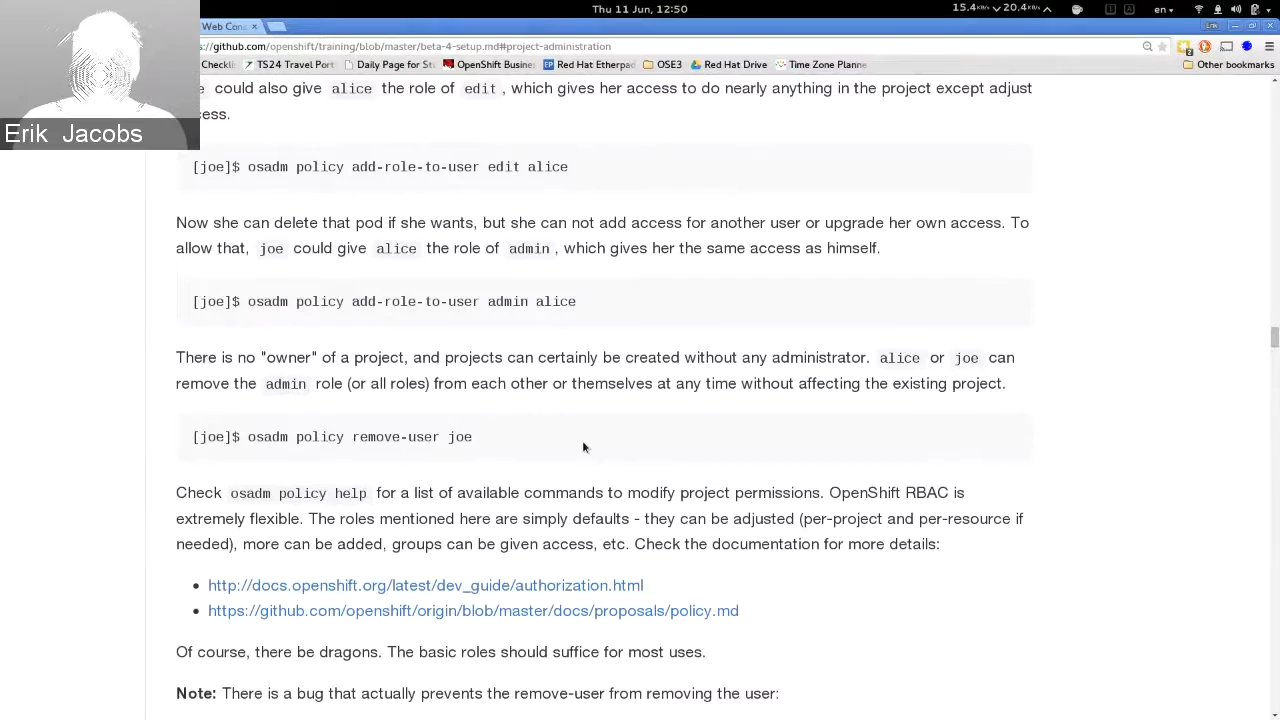 Thu 11 Jun, 12:50
15.4KB/s 20.4KB/s
en
Web Con
Erik
://github.com/openshift/training/blob/master/beta-4-setup.md#project-administration
Checkli
TS24 Travel Port
Daily Page for St
OpenShift Busine
Red Hat Etherpa
OSE3
Red Hat Drive
Time Zone Planne
Other bookmarks
Erik Jacobs
could also give alice the role of edit, which gives her access to do nearly anything in the project except adjust
[joe]$ osadm policy add-role-to-user edit alice
Now she can delete that pod if she wants, but she can not add access for another user or upgrade her own access. To
allow that, joe could give alice the role of admin, which gives her the same access as himself.
[joe]$ osadm policy add-role-to-user admin alice
There is no "owner" of a project, and projects can certainly be created without any administrator. alice or joe can
remove the admin role (or all roles) from each other or themselves at any time without affecting the existing project.
[joe]$ osadm policy remove-user joe
Check osadm policy help for a list of available commands to modify project permissions. OpenShift RBAC is
extremely flexible. The roles mentioned here are simply defaults - they can be adjusted (per-project and per-resource if
needed), more can be added, groups can be given access, etc. Check the documentation for more details:
• http://docs.openshift.org/latest/dev_guide/authorization.html
• https://github.com/openshift/origin/blob/master/docs/proposals/policy.md
Of course, there be dragons. The basic roles should suffice for most uses.
Note: There is a bug that actually prevents the remove-user from removing the user: